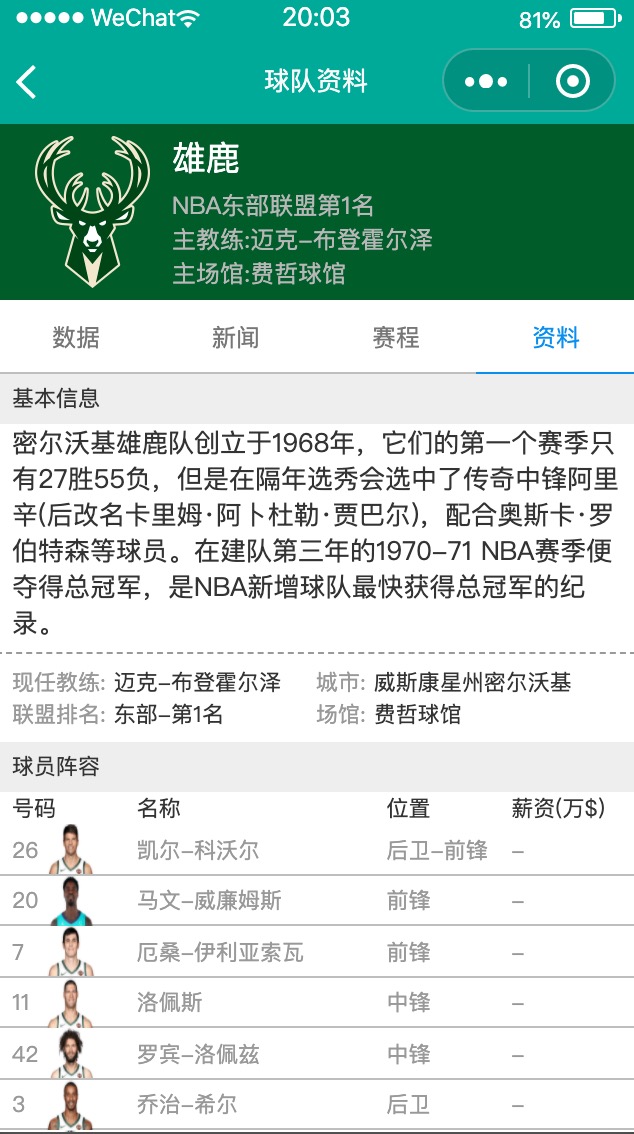 WeChat 20:03 81%
球队资料
雄鹿
NBA东部联盟第1名
主教练:迈克-布登霍尔泽
主场馆:费哲球馆
数据 新闻 赛程 资料
基本信息
密尔沃基雄鹿队创立于1968年，它们的第一个赛季只
有27胜55负，但是在隔年选秀会选中了传奇中锋阿里
辛(后改名卡里姆·阿卜杜勒·贾巴尔)，配合奥斯卡·罗
伯特森等球员。在建队第三年的1970-71 NBA赛季便
夺得总冠军，是NBA新增球队最快获得总冠军的纪
录。
现任教练: 迈克-布登霍尔泽 城市: 威斯康星州密尔沃基
联盟排名: 东部-第1名 场馆: 费哲球馆
球员阵容
号码 名称 位置 薪资(万$)
26 凯尔-科沃尔 后卫-前锋 -
20 马文-威廉姆斯 前锋 -
7 厄桑-伊利亚索瓦 前锋 -
11 洛佩斯 中锋 -
42 罗宾-洛佩兹 中锋 -
3 乔治-希尔 后卫 -